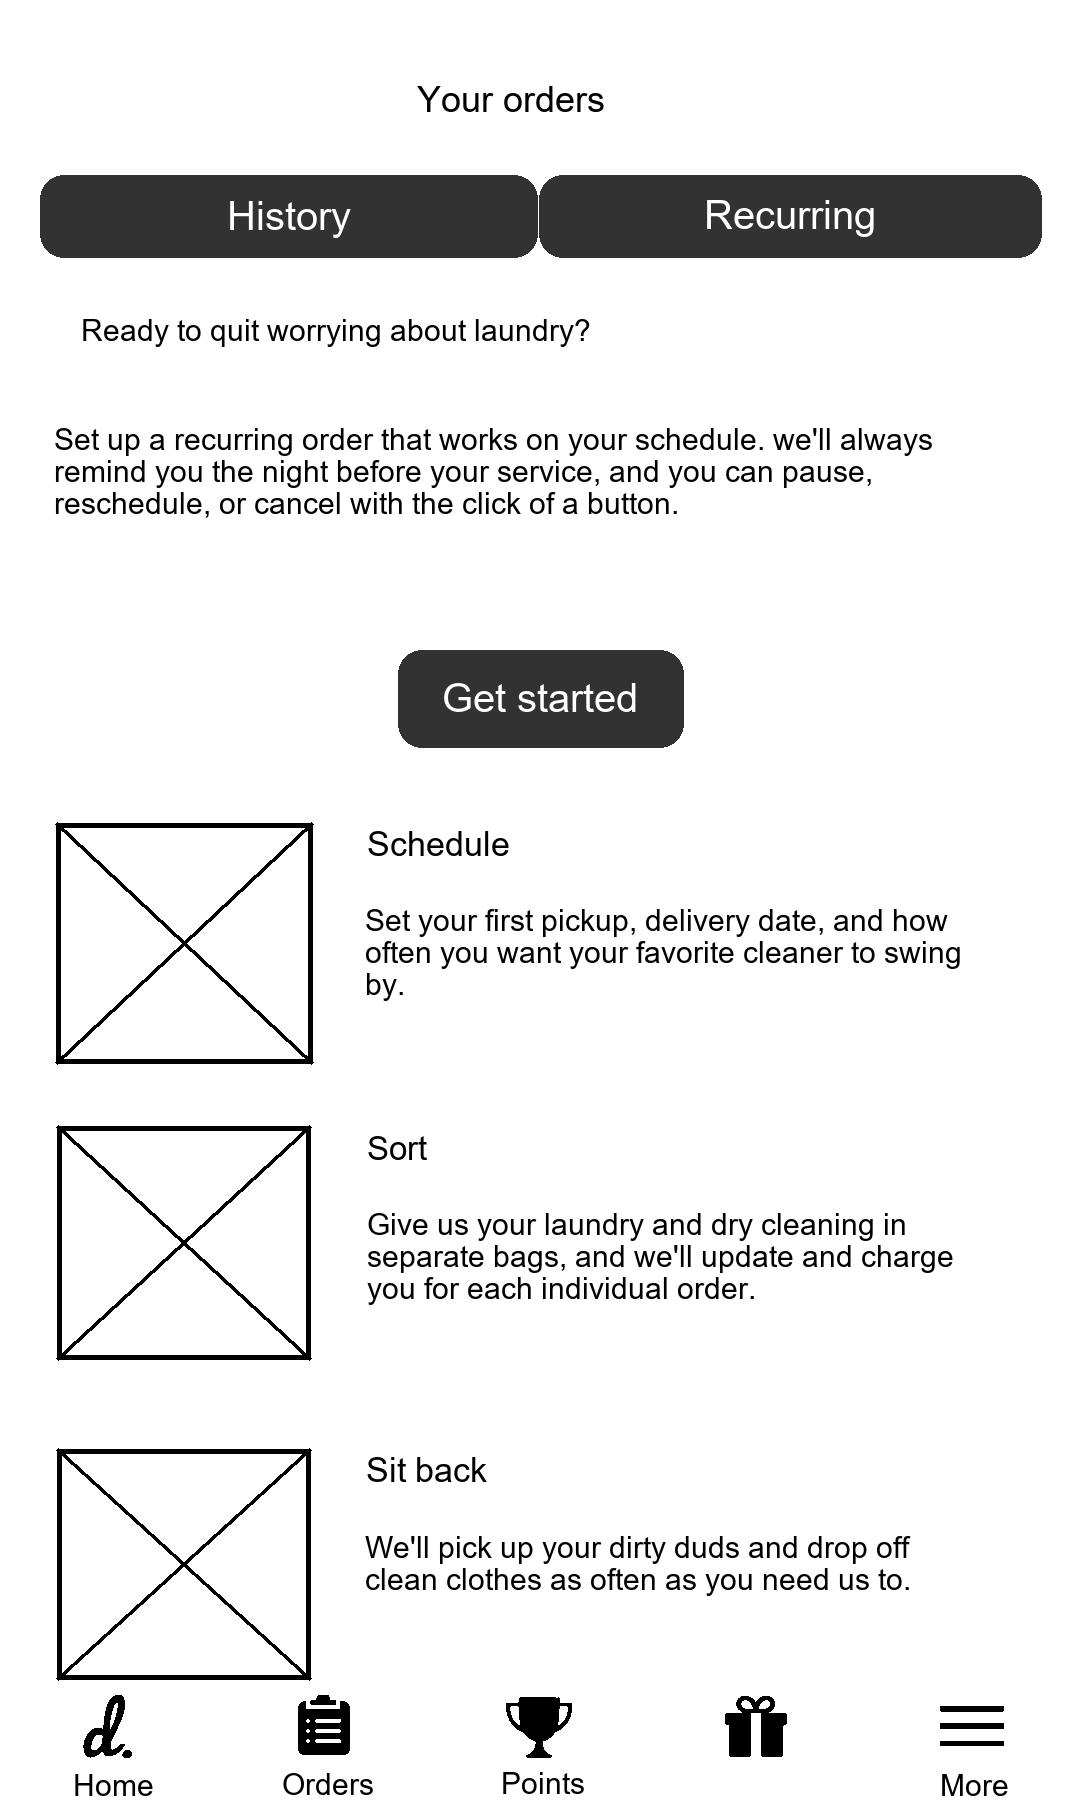 Your orders
History
Recurring
Ready to quit worrying about laundry?
Set up a recurring order that works on your schedule. we'll always
remind you the night before your service, and you can pause,
reschedule, or cancel with the click of a button.
Get started
Schedule
Set your first pickup, delivery date, and how
often you want your favorite cleaner to swing
by.
Sort
Give us your laundry and dry cleaning in
separate bags, and we'll update and charge
you for each individual order.
Sit back
We'll pick up your dirty duds and drop off
clean clothes as often as you need us to.
d.
Home
Orders
Points
More